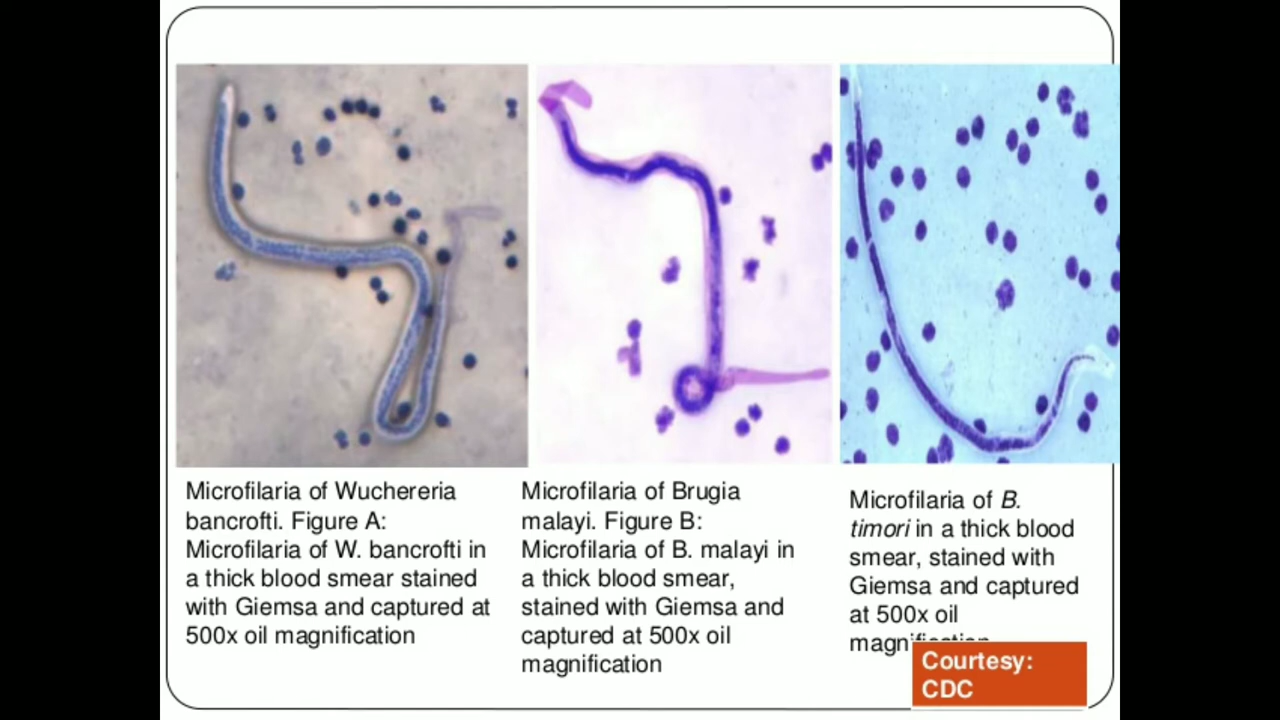 Microfilaria of Wuchereria
bancrofti. Figure A:
Microfilaria of W. bancrofti in
a thick blood smear stained
with Giemsa and captured at
500x oil magnification
Microfilaria of Brugia
malayi. Figure B:
Microfilaria of B. malayi in
a thick blood smear,
stained with Giemsa and
captured at 500x oil
magnification
Microfilaria of B.
timori in a thick blood
smear, stained with
Giemsa and captured
at 500x oil
magnification
Courtesy:
CDC